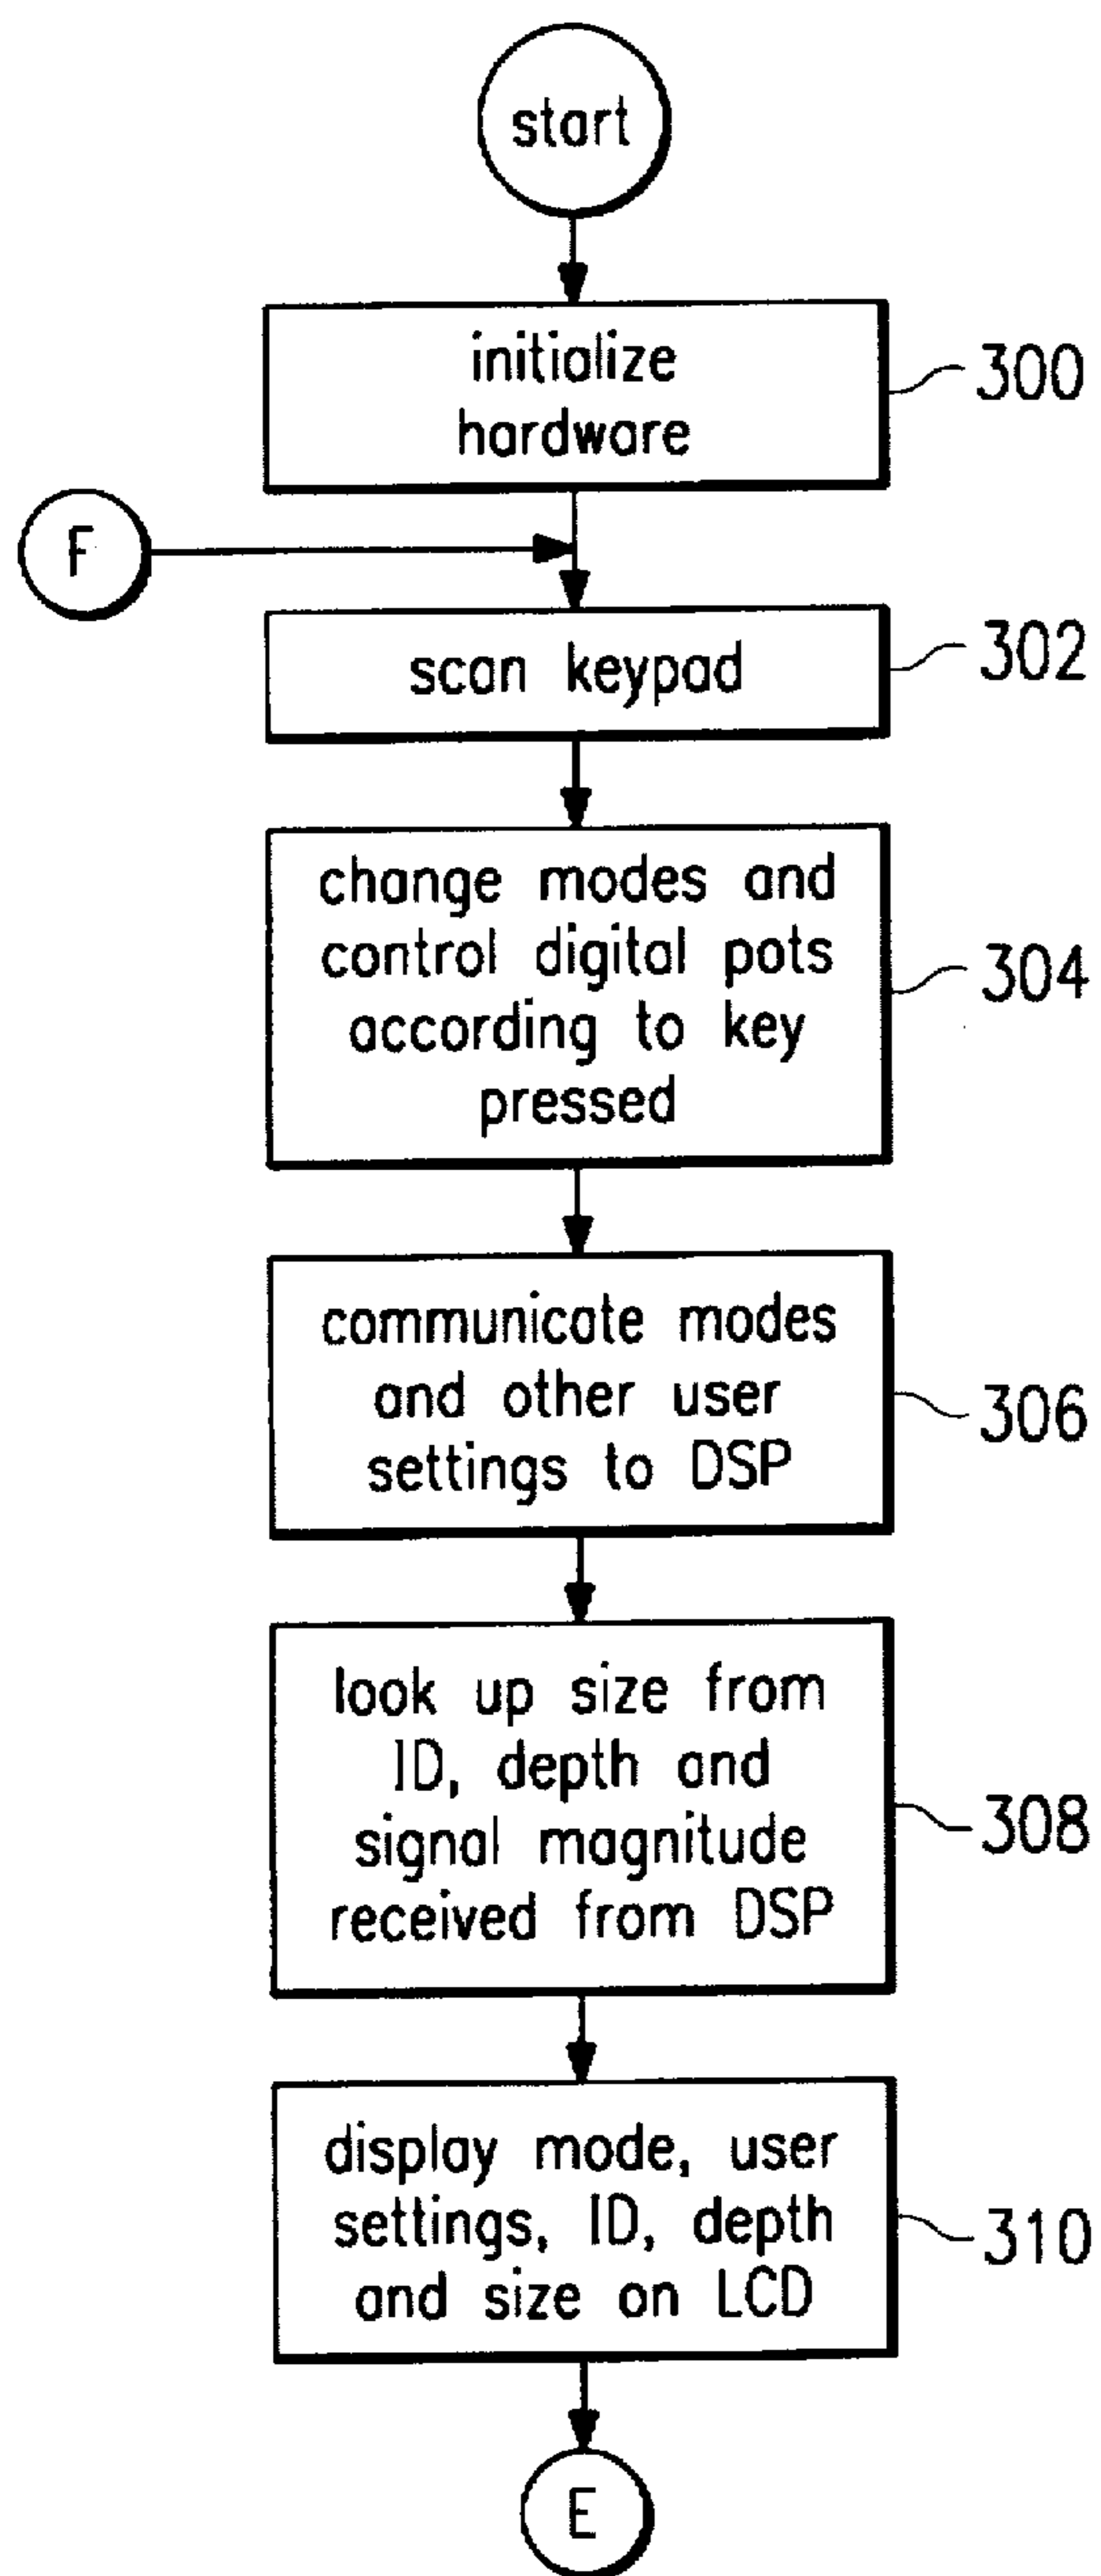 start
initialize
hardware
300
F
scan keypad
302
change modes and
control digital pots
according to key
pressed
304
communicate modes
and other user
settings to DSP
306
look up size from
ID, depth and
signal magnitude
received from DSP
308
display mode, user
settings, ID, depth
and size on LCD
310
E